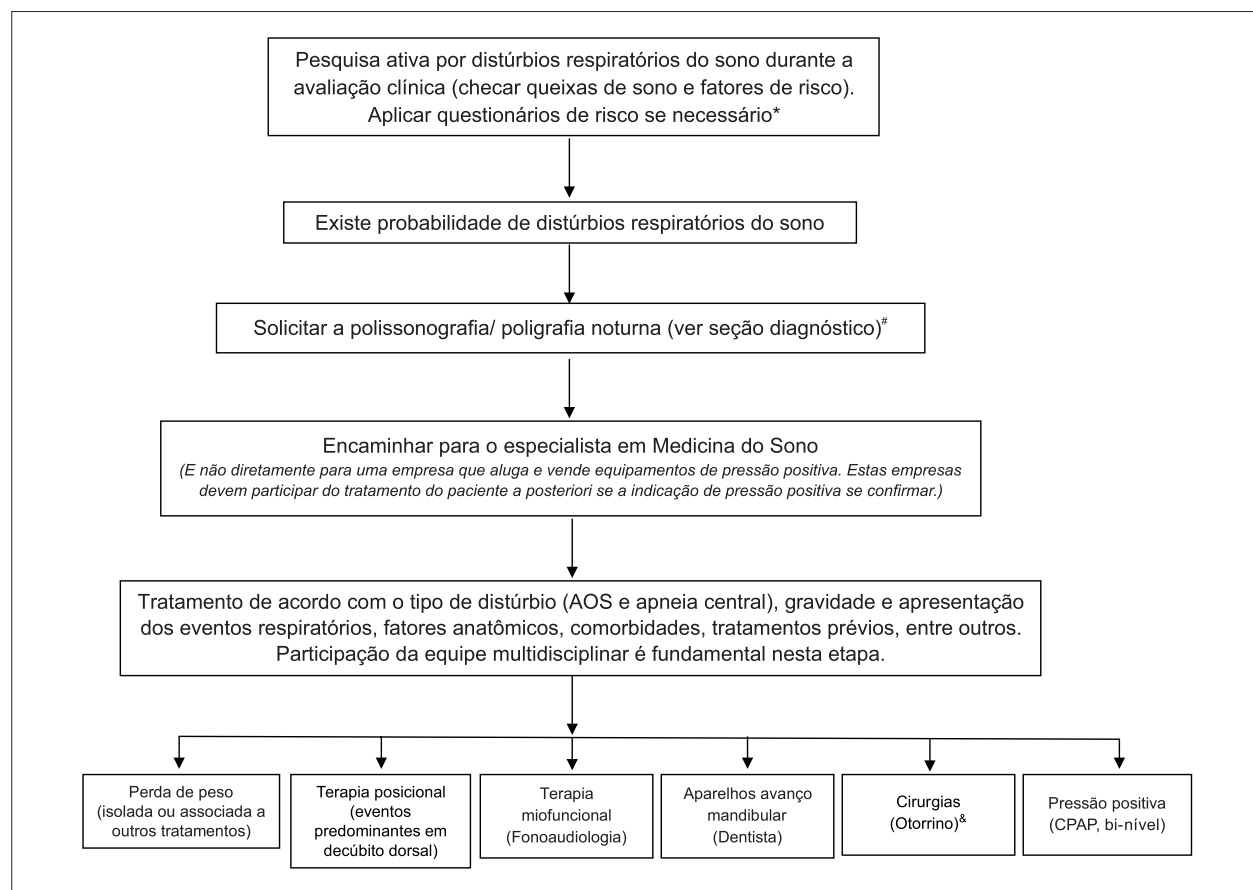 Pesquisa ativa por distúrbios respiratórios do sono durante a
avaliação clínica (checar queixas de sono e fatores de risco).
Aplicar questionários de risco se necessário*
Existe probabilidade de distúrbios respiratórios do sono
Solicitar a polissonografia/ poligrafia noturna (ver seção diagnóstico)#
Encaminhar para o especialista em Medicina do Sono
(E não diretamente para uma empresa que aluga e vende equipamentos de pressão positiva. Estas empresas
devem participar do tratamento do paciente a posteriori se a indicação de pressão positiva se confirmar.)
Tratamento de acordo com o tipo de distúrbio (AOS e apneia central), gravidade e apresentação
dos eventos respiratórios, fatores anatômicos, comorbidades, tratamentos prévios, entre outros.
Participação da equipe multidisciplinar é fundamental nesta etapa.
Perda de peso
(isolada ou associada a
outros tratamentos)
Terapia posicional
(eventos
predominantes em
decúbito dorsal)
Terapia
miofuncional
(Fonoaudiologia)
Aparelhos avanço
mandibular
(Dentista)
Cirurgias
(Otorrino)&
Pressão positiva
(CPAP, bi-nível)